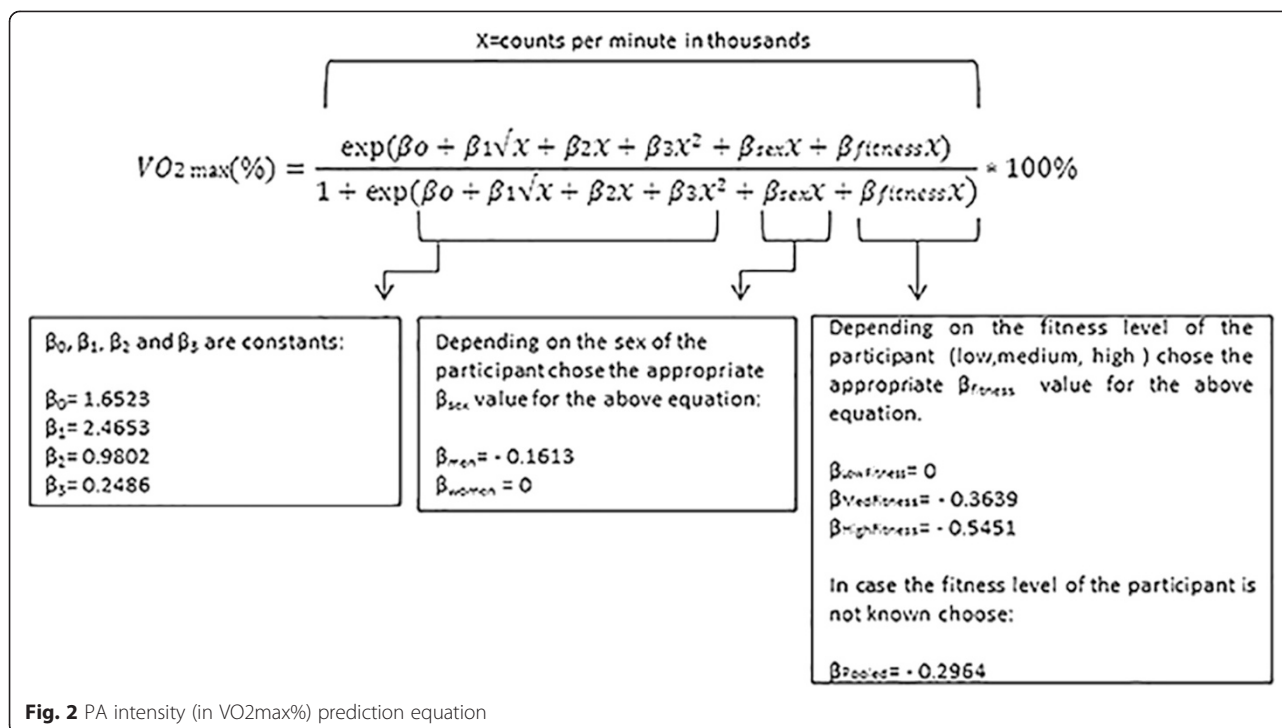 X=counts per minute in thousands
VO2 max(%) = exp(βo + β1√X + β2X + β3X² + βsexX + βfitnessX) / 1 + exp(βo + β1√X + β2X + β3X² + βsexX + βfitnessX) * 100%
β0, β1, β2 and β3 are constants:
β0= 1.6523
β1= 2.4653
β2= 0.9802
β3= 0.2486
Depending on the sex of the
participant chose the appropriate
βsex value for the above equation:
βmen= - 0.1613
βwomen = 0
Depending on the fitness level of the
participant (low,medium, high ) chose the
appropriate βfitness value for the above
equation.
βLowFitness= 0
βMedFitness= - 0.3639
βHighFitness= - 0.5451
In case the fitness level of the participant is
not known choose:
βPooled= - 0.2964
Fig. 2 PA intensity (in VO2max%) prediction equation